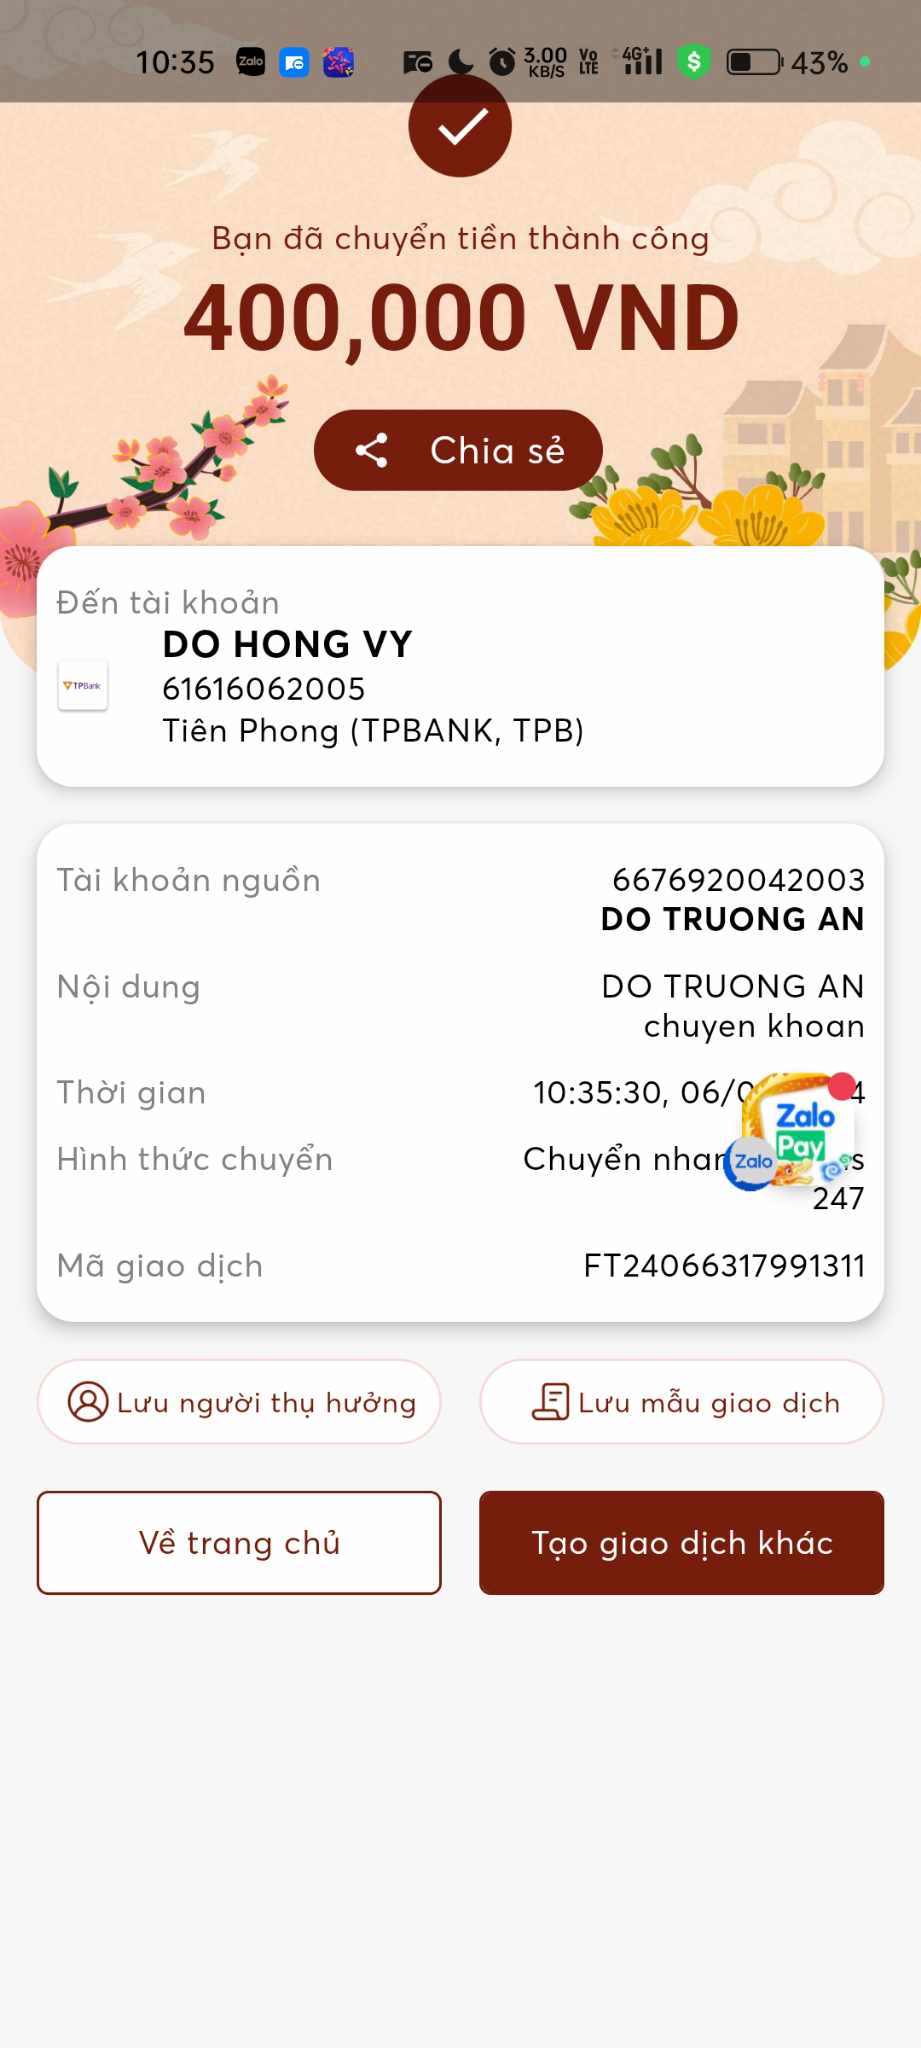 10:35 Zalo 3.00 KB/S Vo LTE 4G+ $ 43%
Bạn đã chuyển tiền thành công
400,000 VND
Chia sẻ
Đến tài khoản
DO HONG VY
TPBank
61616062005
Tiên Phong (TPBANK, TPB)
Tài khoản nguồn 6676920042003
DO TRUONG AN
Nội dung DO TRUONG AN
chuyen khoan
Thời gian 10:35:30, 06/0 4
Zalo
Pay
Hình thức chuyển Chuyển nhan s
Zalo
247
Mã giao dịch FT24066317991311
Lưu người thụ hưởng Lưu mẫu giao dịch
Về trang chủ Tạo giao dịch khác